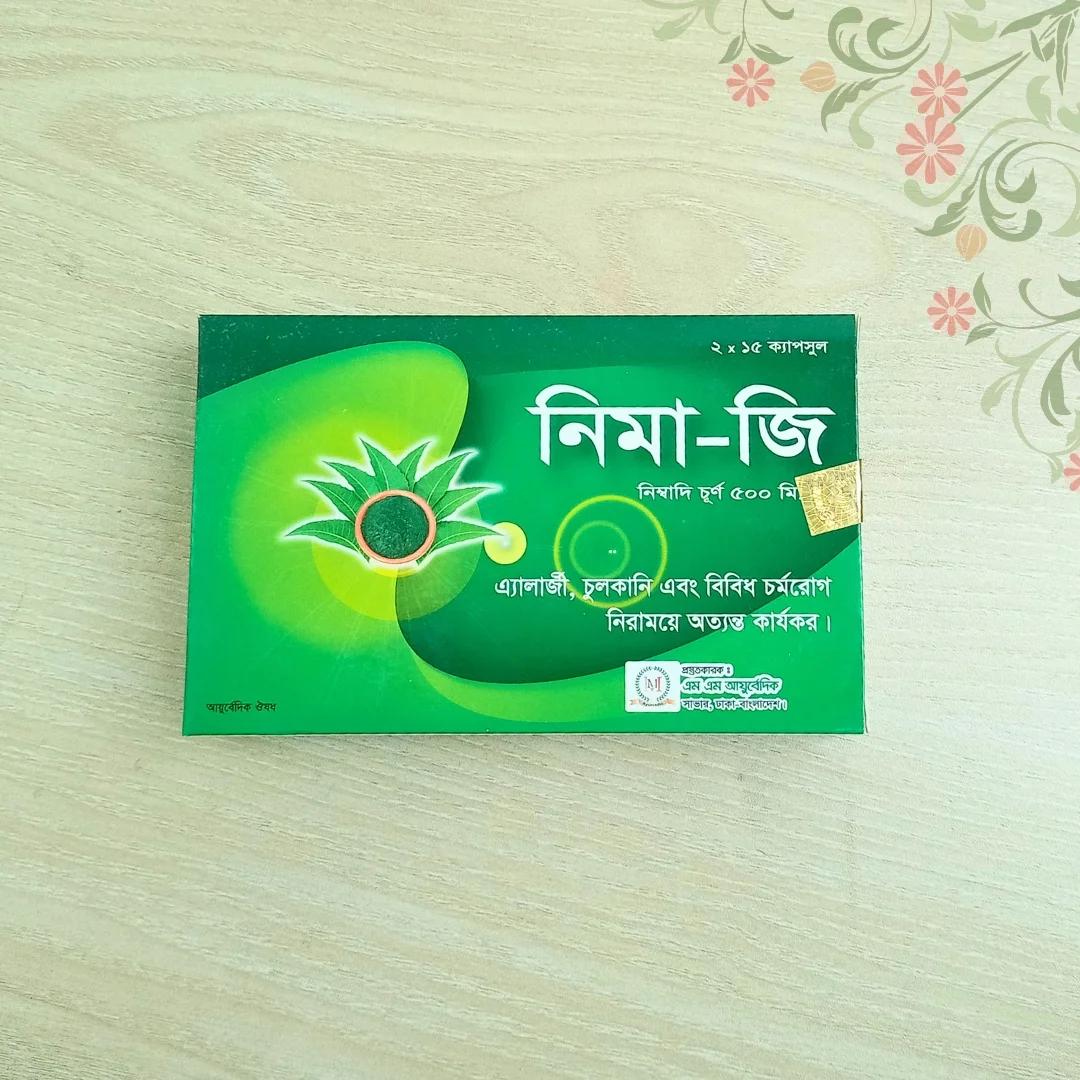 ২ x ১৫ ক্যাপসুল
নিমা-জি
নিম্বাদি চূর্ণ ৫০০
এ্যালার্জী, চুলকানি এবং বিবিধ চর্মরোগ
নিরাময়ে অত্যন্ত কার্যকর।
প্রস্তুতকারক ঃ
এম এম আয়ুর্বেদিক
সাভার, ঢাকা-বাংলাদেশ।
আয়ুর্বেদিক ঔষধ